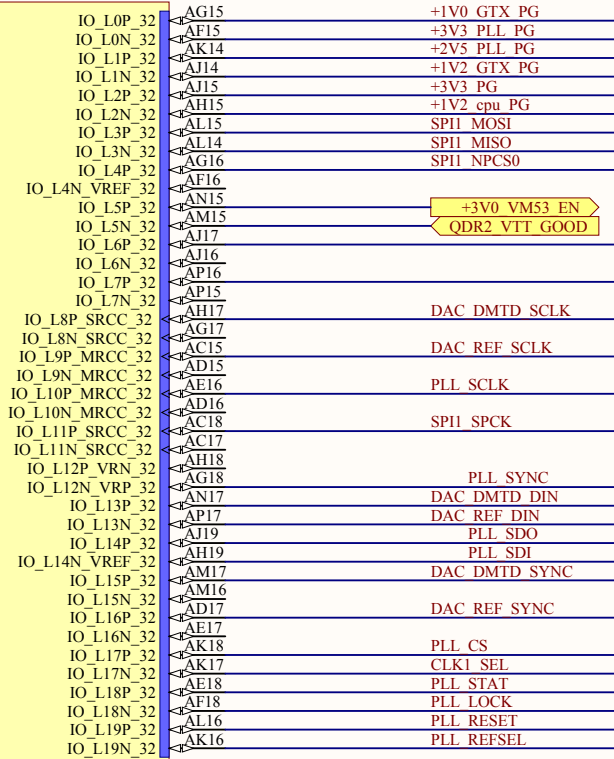 IO_L0P_32 AG15 +1V0_GTX_PG
IO_L0N_32 AF15 +3V3_PLL_PG
IO_L1P_32 AK14 +2V5_PLL_PG
IO_L1N_32 AJ14 +1V2_GTX_PG
IO_L2P_32 AJ15 +3V3_PG
IO_L2N_32 AH15 +1V2_cpu_PG
IO_L3P_32 AL15 SPI1_MOSI
IO_L3N_32 AL14 SPI1_MISO
IO_L4P_32 AG16 SPI1_NPCS0
IO_L4N_VREF_32 AF16
IO_L5P_32 AN15 +3V0_VM53_EN
IO_L5N_32 AM15 QDR2_VTT_GOOD
IO_L6P_32 AJ17
IO_L6N_32 AJ16
IO_L7P_32 AP16
IO_L7N_32 AP15
IO_L8P_SRCC_32 AH17 DAC_DMTD_SCLK
IO_L8N_SRCC_32 AG17
IO_L9P_MRCC_32 AC15 DAC_REF_SCLK
IO_L9N_MRCC_32 AD15
IO_L10P_MRCC_32 AE16 PLL_SCLK
IO_L10N_MRCC_32 AD16
IO_L11P_SRCC_32 AC18 SPI1_SPCK
IO_L11N_SRCC_32 AC17
IO_L12P_VRN_32 AH18
IO_L12N_VRP_32 AG18 PLL_SYNC
IO_L13P_32 AN17 DAC_DMTD_DIN
IO_L13N_32 AP17 DAC_REF_DIN
IO_L14P_32 AJ19 PLL_SDO
IO_L14N_VREF_32 AH19 PLL_SDI
IO_L15P_32 AM17 DAC_DMTD_SYNC
IO_L15N_32 AM16
IO_L16P_32 AD17 DAC_REF_SYNC
IO_L16N_32 AE17
IO_L17P_32 AK18 PLL_CS
IO_L17N_32 AK17 CLK1_SEL
IO_L18P_32 AE18 PLL_STAT
IO_L18N_32 AF18 PLL_LOCK
IO_L19P_32 AL16 PLL_RESET
IO_L19N_32 AK16 PLL_REFSEL